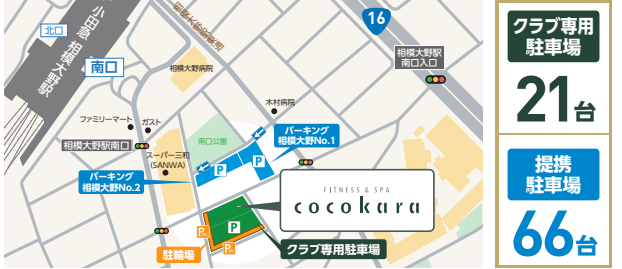 北口
小田急 相模大野駅
南口
16
相模大野駅
南口入口
相模大野病院
木村病院
ファミリーマート
ガスト
南口公園
パーキング
相模大野No.1
相模大野駅南口
スーパー三和
(SANWA)
P
P
パーキング
相模大野No.2
FITNESS & SPA
cocokara
P
P
P
駐輪場
クラブ専用駐車場
クラブ専用
駐車場
21台
提携
駐車場
66台